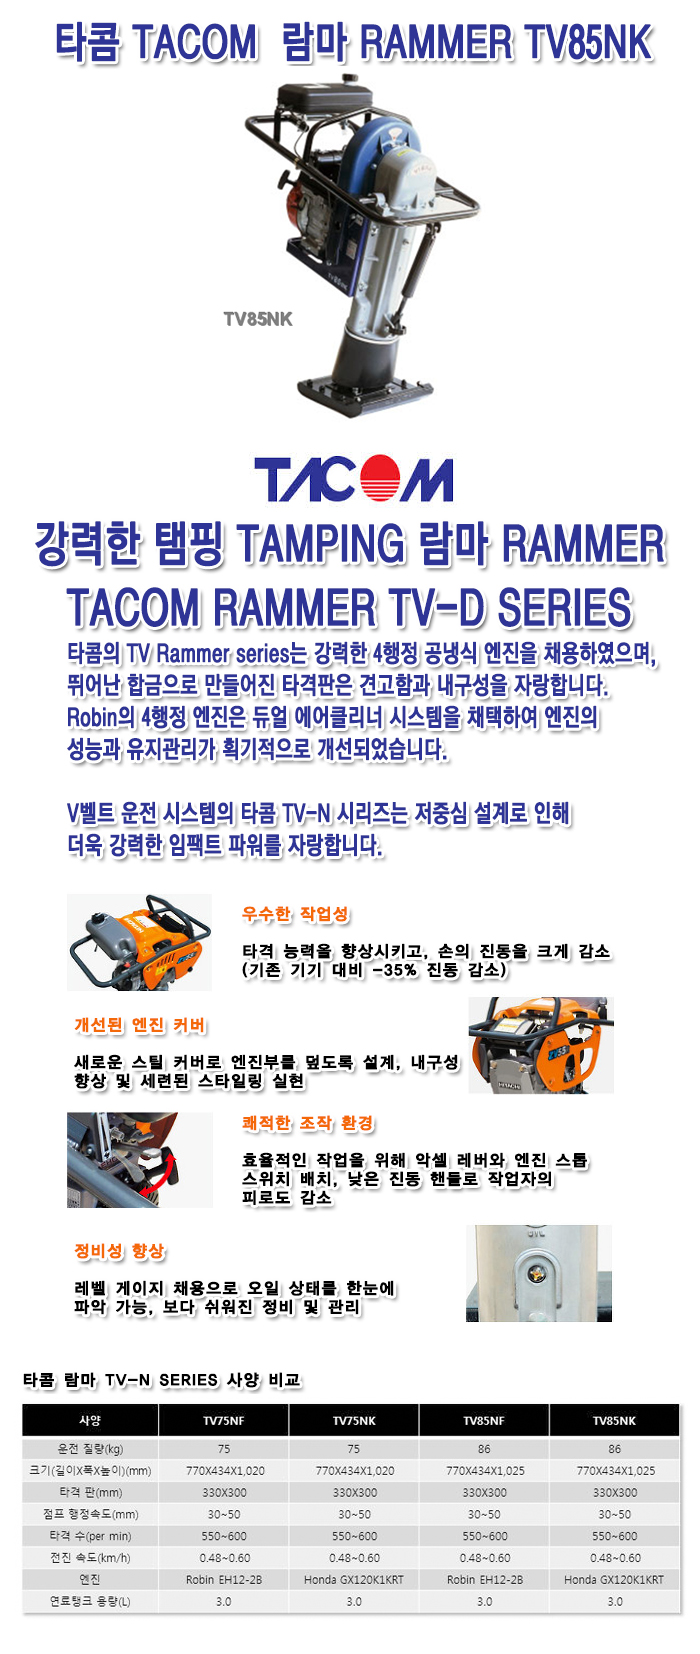 타콤 TACOM 람마 RAMMER TV85NK
TV85NK
TV85NK
TACOM
강력한 탬핑 TAMPING 람마 RAMMER
TACOM RAMMER TV-D SERIES
타콤의 TV Rammer series는 강력한 4행정 공냉식 엔진을 채용하였으며,
뛰어난 합금으로 만들어진 타격판은 견고함과 내구성을 자랑합니다.
Robin의 4행정 엔진은 듀얼 에어클리너 시스템을 채택하여 엔진의
성능과 유지관리가 획기적으로 개선되었습니다.
V벨트 운전 시스템의 타콤 TV-N 시리즈는 저중심 설계로 인해
더욱 강력한 임팩트 파워를 자랑합니다.
우수한 작업성
타격 능력을 향상시키고, 손의 진동을 크게 감소
(기존 기기 대비 -35% 진동 감소)
개선된 엔진 커버
새로운 스틸 커버로 엔진부를 덮도록 설계, 내구성
향상 및 세련된 스타일링 실현
HITACHI
쾌적한 조작 환경
효율적인 작업을 위해 악셀 레버와 엔진 스톱
스위치 배치, 낮은 진동 핸들로 작업자의
피로도 감소
정비성 향상
레벨 게이지 채용으로 오일 상태를 한눈에
파악 가능, 보다 쉬워진 정비 및 관리
OIL
타콤 람마 TV-N SERIES 사양 비교
사양 TV75NF TV75NK TV85NF TV85NK
운전 질량(kg) 75 75 86 86
크기(길이X폭X높이)(mm) 770X434X1,020 770X434X1,020 770X434X1,025 770X434X1,025
타격 판(mm) 330X300 330X300 330X300 330X300
점프 행정속도(mm) 30~50 30~50 30~50 30~50
타격 수(per min) 550~600 550~600 550~600 550~600
전진 속도(km/h) 0.48~0.60 0.48~0.60 0.48~0.60 0.48~0.60
엔진 Robin EH12-2B Honda GX120K1KRT Robin EH12-2B Honda GX120K1KRT
연료탱크 용량(L) 3.0 3.0 3.0 3.0